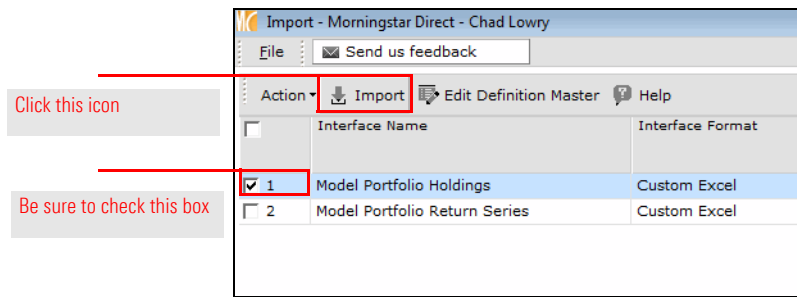 Import - Morningstar Direct - Chad Lowry
File Send us feedback
Click this icon
Action Import Edit Definition Master Help
Interface Name Interface Format
1 Model Portfolio Holdings Custom Excel
Be sure to check this box
2 Model Portfolio Return Series Custom Excel